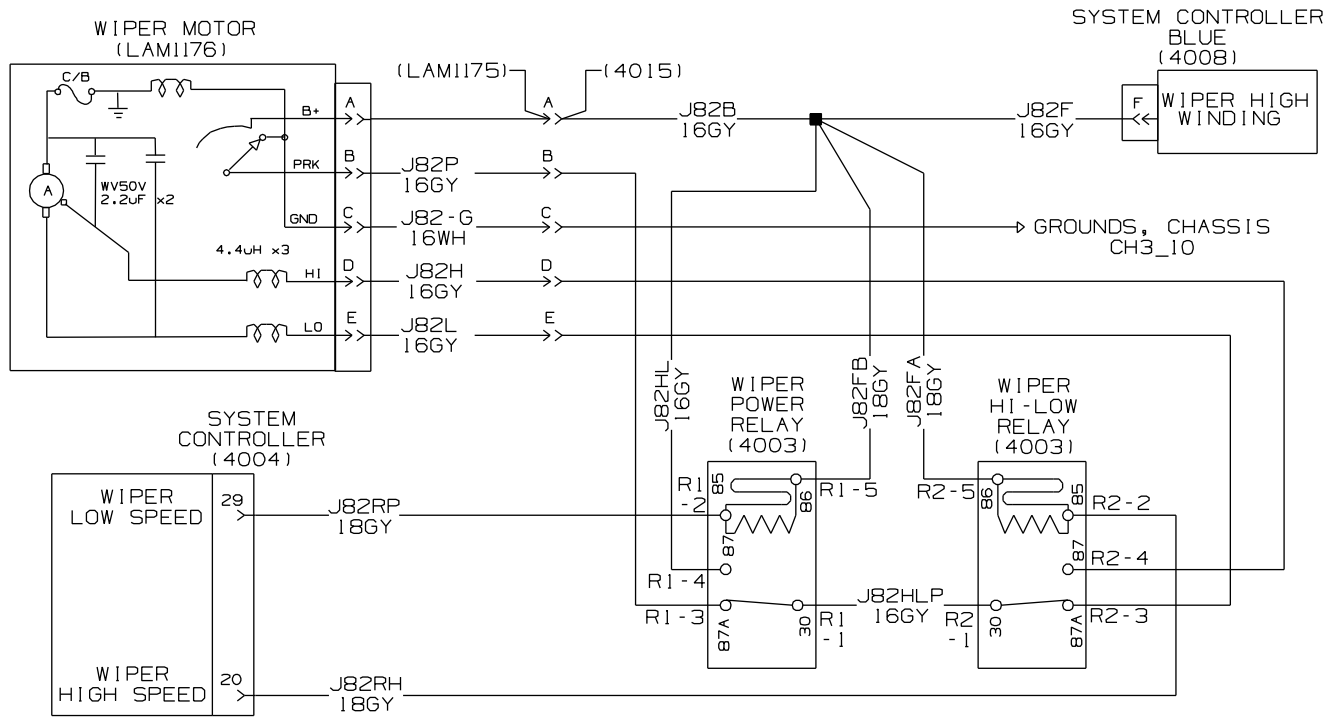 WIPER MOTOR
(LAM1176)
SYSTEM CONTROLLER
BLUE
(4008)
C/B
B+
A
(LAM1175)
(4015)
A
J82B
16GY
J82F
16GY
F
WIPER HIGH
WINDING
PRK
B
J82P
16GY
B
A
WV50V
2.2uF x2
GND
C
J82-G
16WH
C
GROUNDS, CHASSIS
CH3_10
4.4uH x3
HI
D
J82H
16GY
D
LO
E
J82L
16GY
E
J82HL
16GY
WIPER
POWER
RELAY
(4003)
J82FB
18GY
J82FA
18GY
WIPER
HI-LOW
RELAY
(4003)
SYSTEM
CONTROLLER
(4004)
WIPER
LOW SPEED
29
J82RP
18GY
R1
-2
85
86
R1-5
87
R1-4
R1-3
87A
30
R1
-1
J82HLP
16GY
R2-5
86
85
R2-2
87
R2-4
R2
-1
30
87A
R2-3
WIPER
HIGH SPEED
20
J82RH
18GY